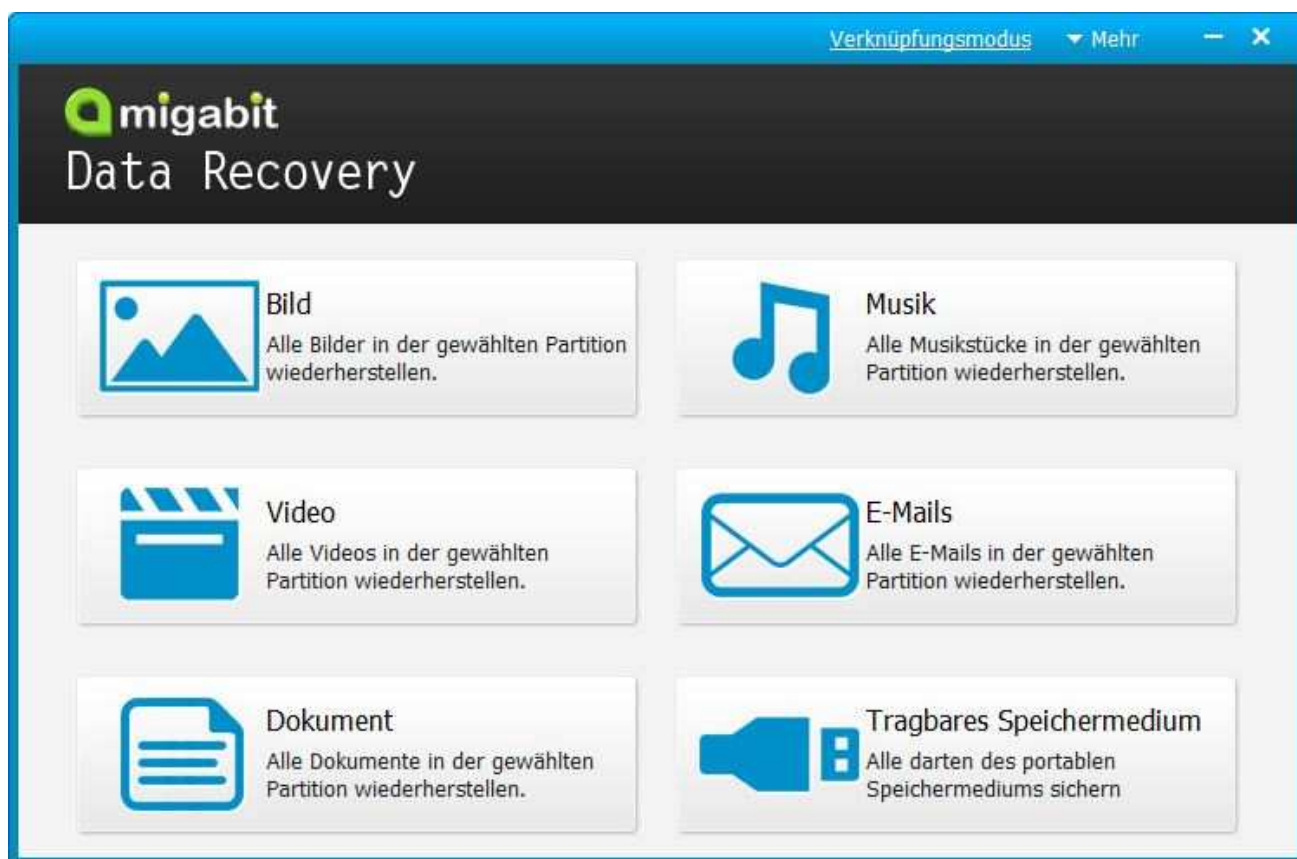 Verknüpfungsmodus Mehr
amigabit
Data Recovery
Bild
Alle Bilder in der gewählten Partition
wiederherstellen.
Musik
Alle Musikstücke in der gewählten
Partition wiederherstellen.
Video
Alle Videos in der gewählten
Partition wiederherstellen.
E-Mails
Alle E-Mails in der gewählten
Partition wiederherstellen.
Dokument
Alle Dokumente in der gewählten
Partition wiederherstellen.
Tragbares Speichermedium
Alle darten des portablen
Speichermediums sichern